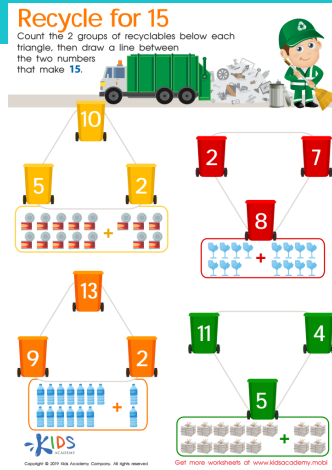 Recycle for 15
Count the 2 groups of recyclables below each
triangle, then draw a line between
the two numbers
that make 15.
10
5
2
+
2
7
8
+
13
9
2
+
11
4
5
+
KIDS
ACADEMY
Copyright © 2019 Kids Academy Company. All rights reserved
Get more worksheets at www.kidsacademy.mobi